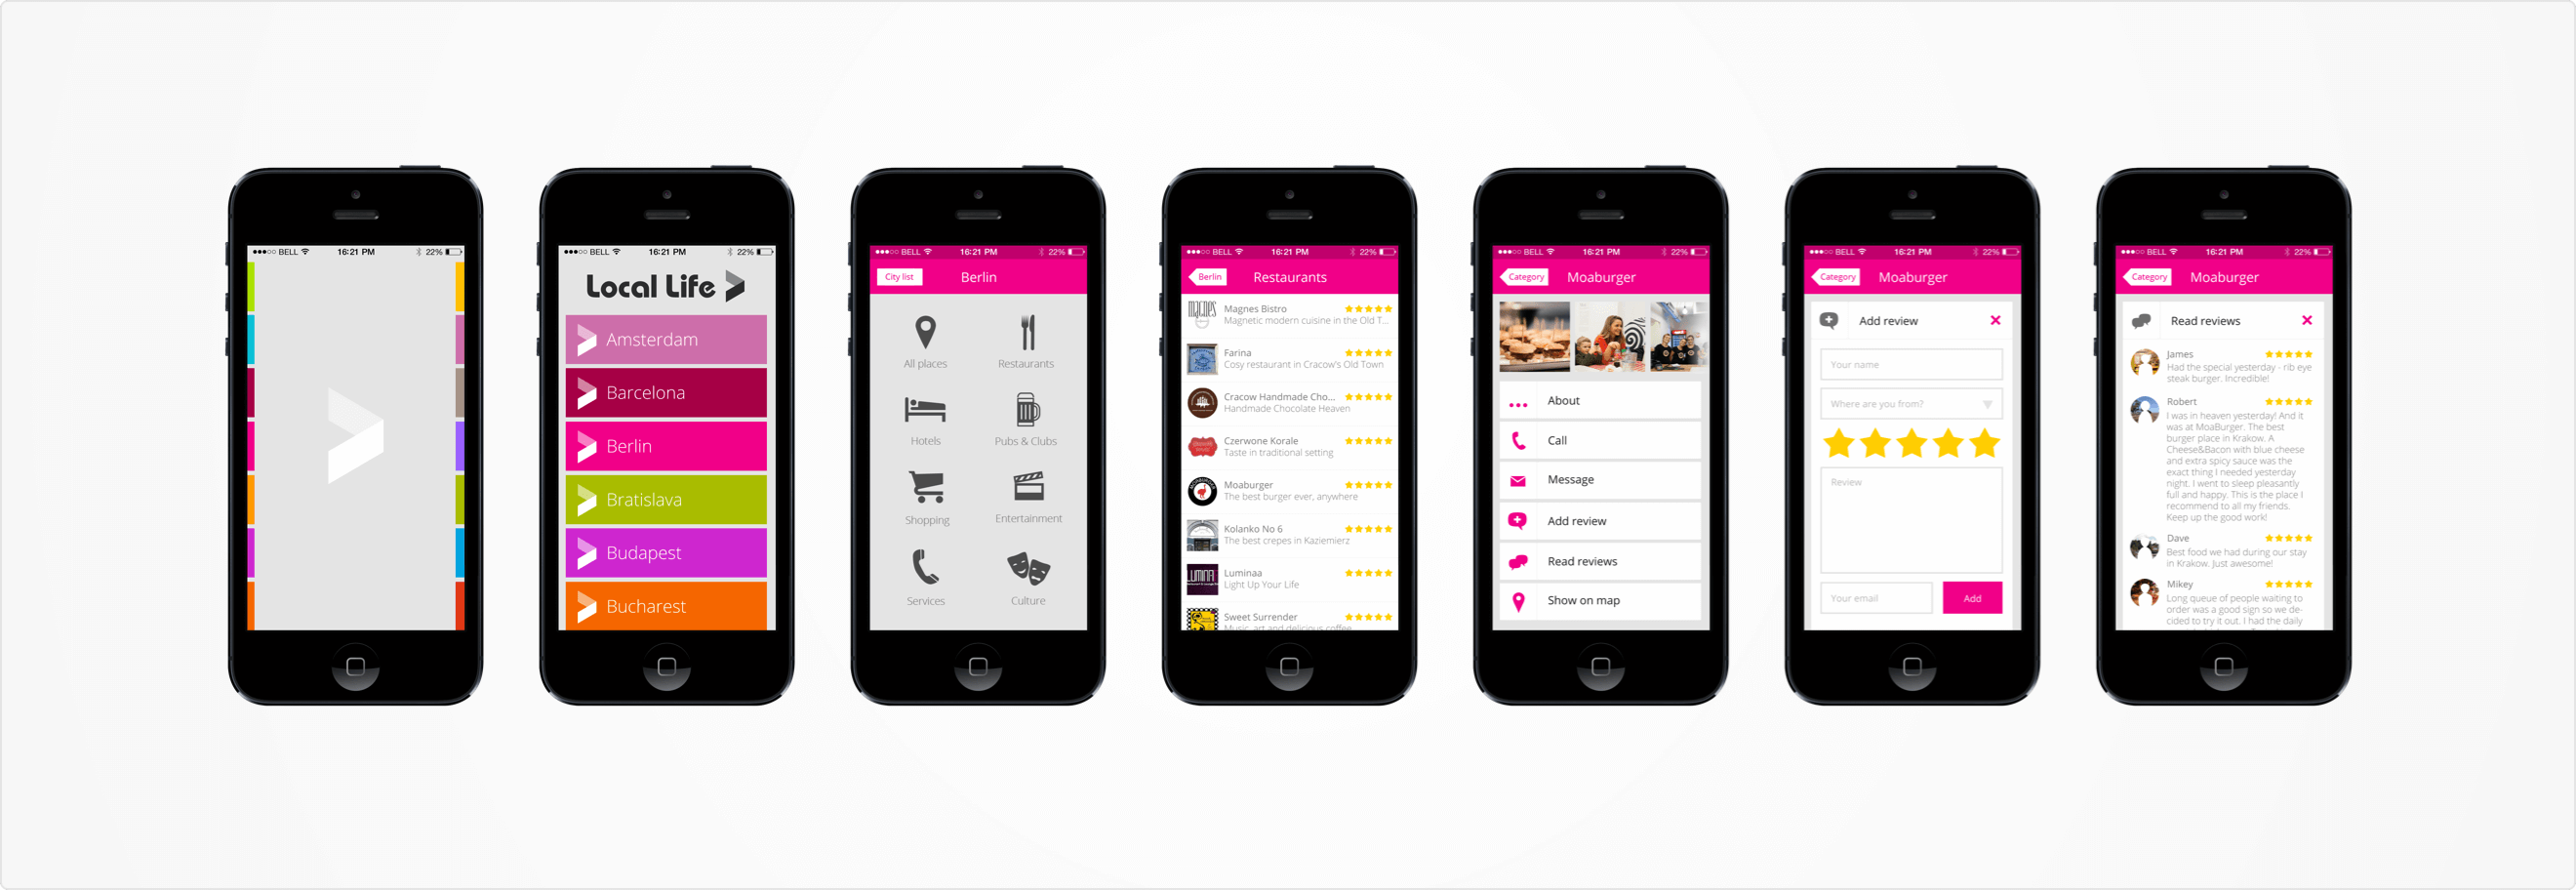 BELL 16:21 PM 22%
BELL 16:21 PM 22%
Local Life
Amsterdam
Barcelona
Berlin
Bratislava
Budapest
Bucharest
BELL 16:21 PM 22%
City list Berlin
All places Restaurants
Hotels Pubs & Clubs
Shopping Entertainment
Services Culture
BELL 16:21 PM 22%
Berlin Restaurants
Magnes Bistro
Magnetic modern cuisine in the Old T...
Farina
Cosy restaurant in Cracow's Old Town
Cracow Handmade Cho...
Handmade Chocolate Heaven
Czerwone Korale
Taste in traditional setting
Moaburger
The best burger ever, anywhere
Kolanko No 6
The best crepes in Kaziemierz
LUMINA
Luminaa
Light Up Your Life
Sweet Surrender
Music, art and delicious coffee
BELL 16:21 PM 22%
Category Moaburger
About
Call
Message
Add review
Read reviews
Show on map
BELL 16:21 PM 22%
Category Moaburger
Add review
Your name
Where are you from?
Review
Your email Add
BELL 16:21 PM 22%
Category Moaburger
Read reviews
James
Had the special yesterday - rib eye
steak burger. Incredible!
Robert
I was in heaven yesterday! And it
was at MoaBurger. The best
burger place in Krakow. A
Cheese&Bacon with blue cheese
and extra spicy sauce was the
exact thing I needed yesterday
night. I went to sleep pleasantly
full and happy. This is the place I
recommend to all my friends.
Keep up the good work!
Dave
Best food we had during our stay
in Krakow. Just awesome!
Mikey
Long queue of people waiting to
order was a good sign so we de-
cided to try it out. I had the daily